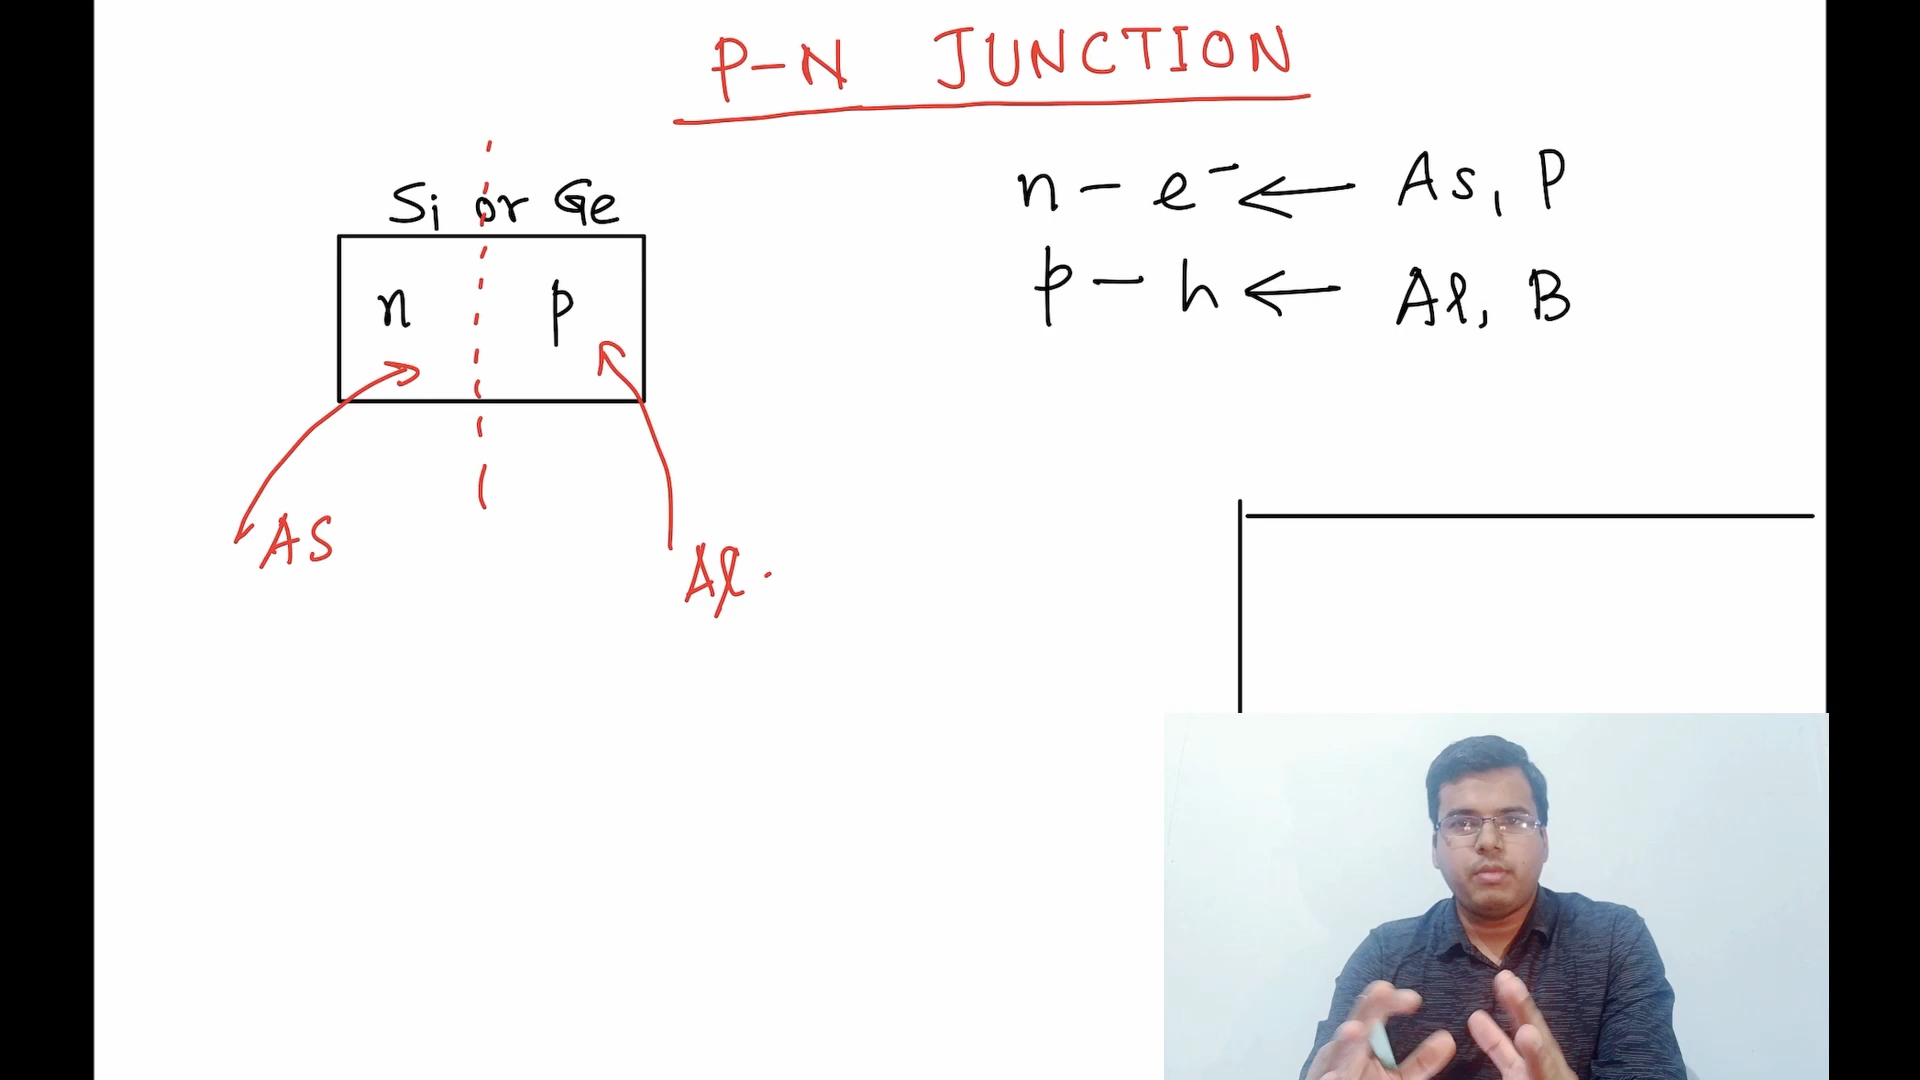 P-N JUNCTION
Si or Ge
n p
As
Al.
n - e⁻ ← As, P
p - h ← Al, B